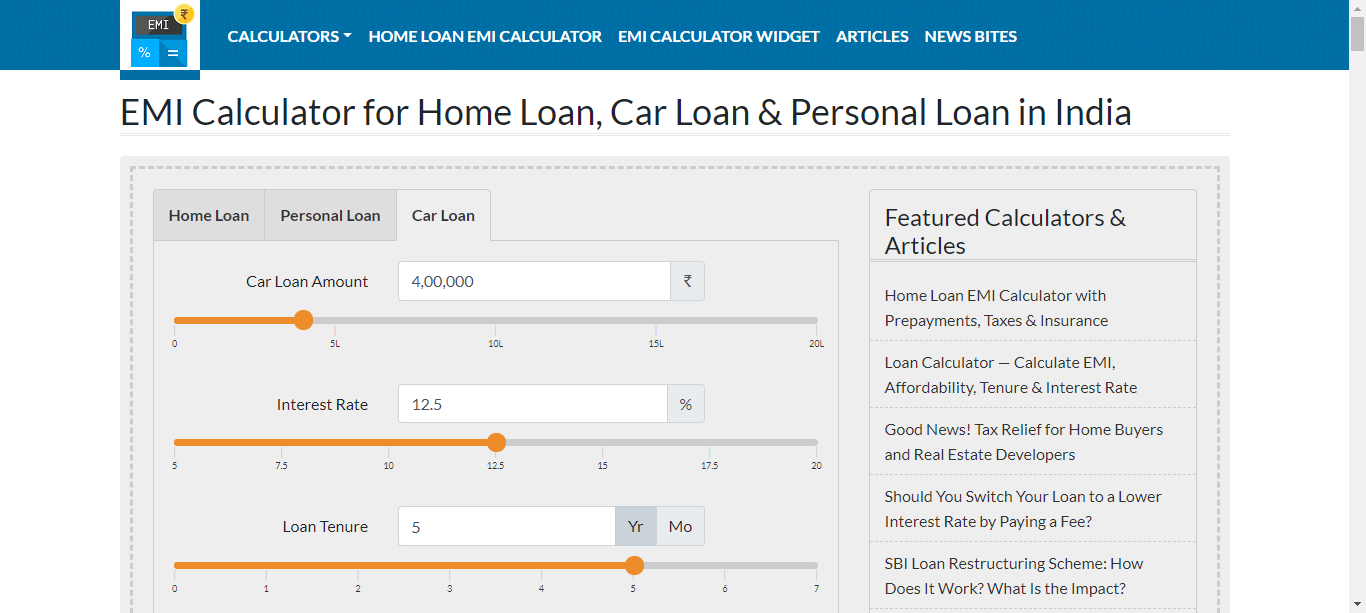 EMI ₹
% =
CALCULATORS HOME LOAN EMI CALCULATOR EMI CALCULATOR WIDGET ARTICLES NEWS BITES
EMI Calculator for Home Loan, Car Loan & Personal Loan in India
Home Loan Personal Loan Car Loan
Car Loan Amount 4,00,000 ₹
0 5L 10L 15L 20L
Interest Rate 12.5 %
5 7.5 10 12.5 15 17.5 20
Loan Tenure 5 Yr Mo
0 1 2 3 4 5 6 7
Featured Calculators &
Articles
Home Loan EMI Calculator with
Prepayments, Taxes & Insurance
Loan Calculator — Calculate EMI,
Affordability, Tenure & Interest Rate
Good News! Tax Relief for Home Buyers
and Real Estate Developers
Should You Switch Your Loan to a Lower
Interest Rate by Paying a Fee?
SBI Loan Restructuring Scheme: How
Does It Work? What Is the Impact?